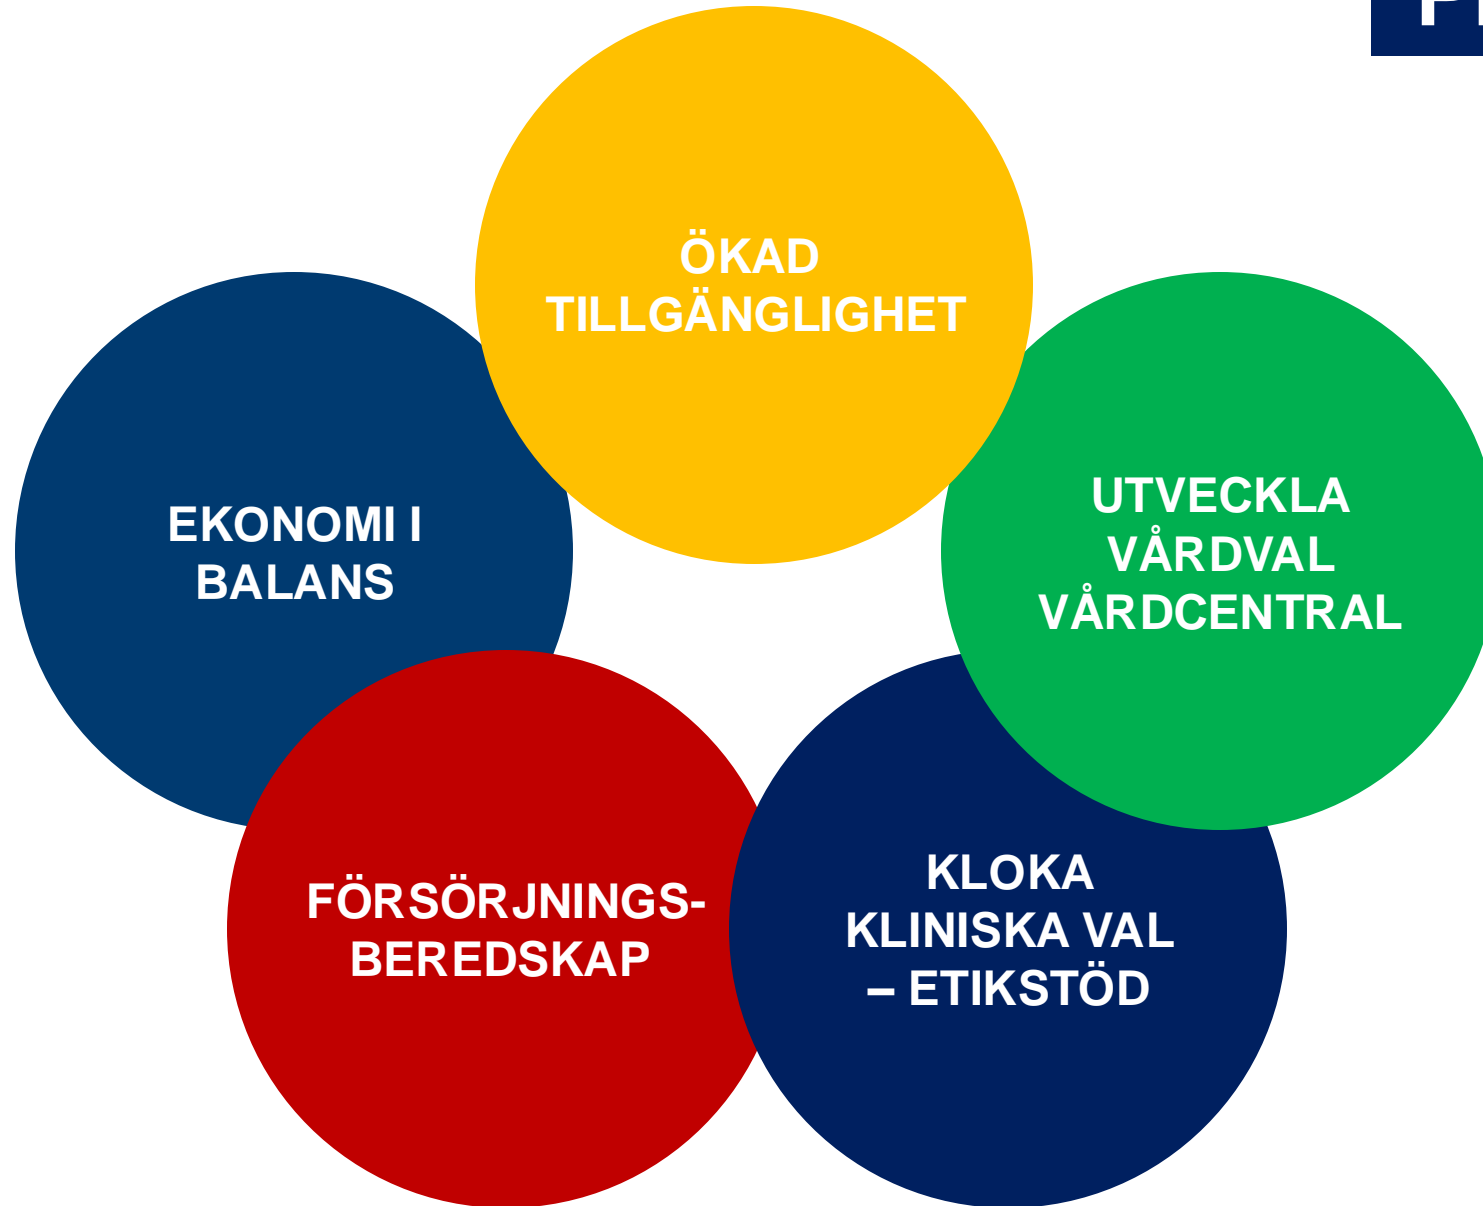 ÖKAD
TILLGÄNGLIGHET
EKONOMI I
BALANS
UTVECKLA
VÅRDVAL
VÅRDCENTRAL
FÖRSÖRJNINGS-
BEREDSKAP
KLOKA
KLINISKA VAL
– ETIKSTÖD